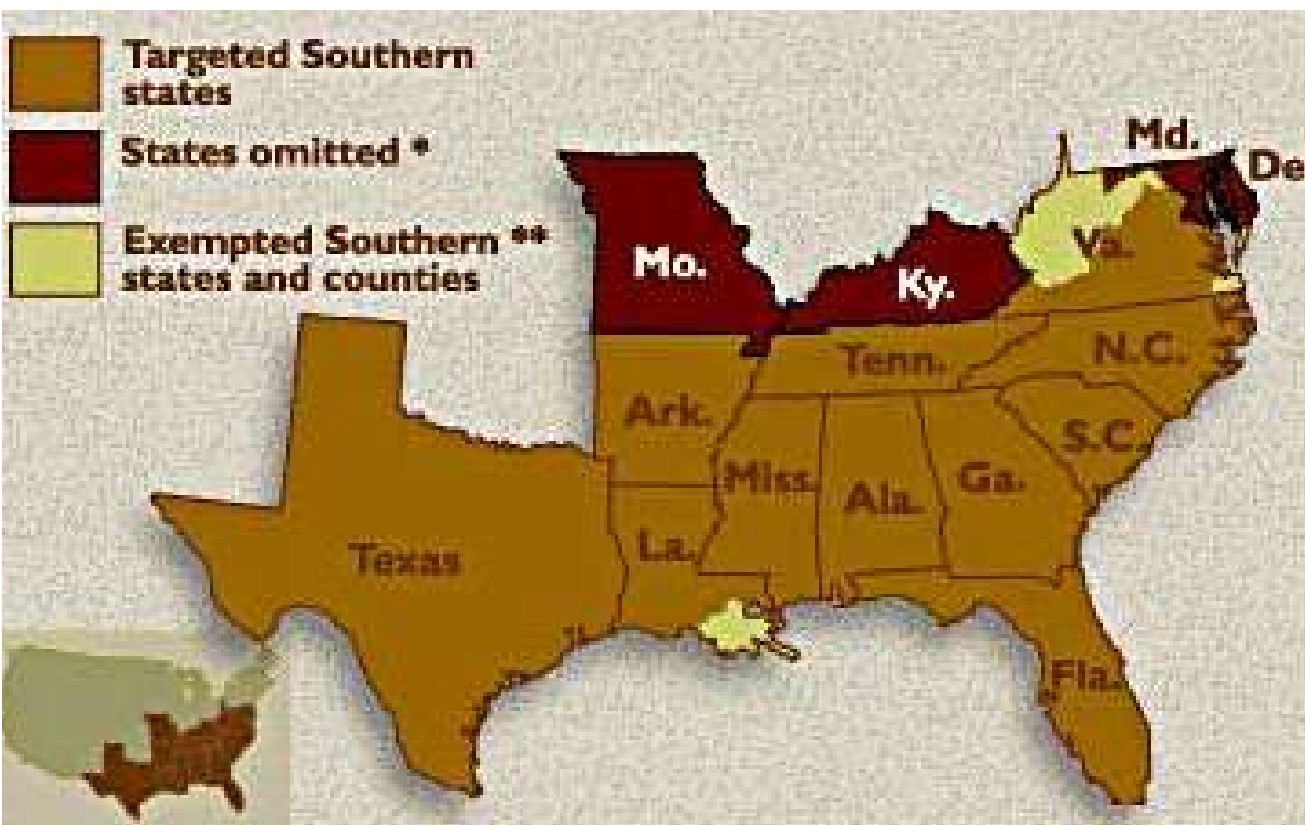 Targeted Southern
states
States omitted *
Exempted Southern **
states and counties
Md.
De
Mo.
Ky.
Va.
Tenn.
N.C.
Ark.
S.C.
Miss.
Ala.
Ga.
La.
Texas
Fla.